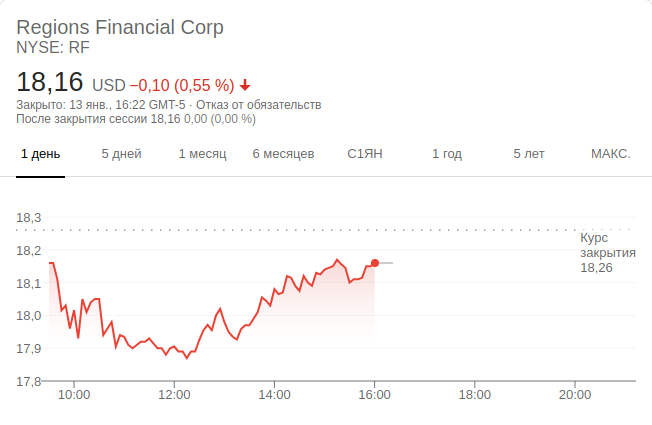 Regions Financial Corp
NYSE: RF
18,16 USD −0,10 (0,55 %)
Закрыто: 13 янв., 16:22 GMT-5 · Отказ от обязательств
После закрытия сессии 18,16 0,00 (0,00 %)
1 день 5 дней 1 месяц 6 месяцев С1ЯН 1 год 5 лет МАКС.
18,3
Курс
закрытия
18,26
18,2
18,1
18,0
17,9
17,8
10:00 12:00 14:00 16:00 18:00 20:00